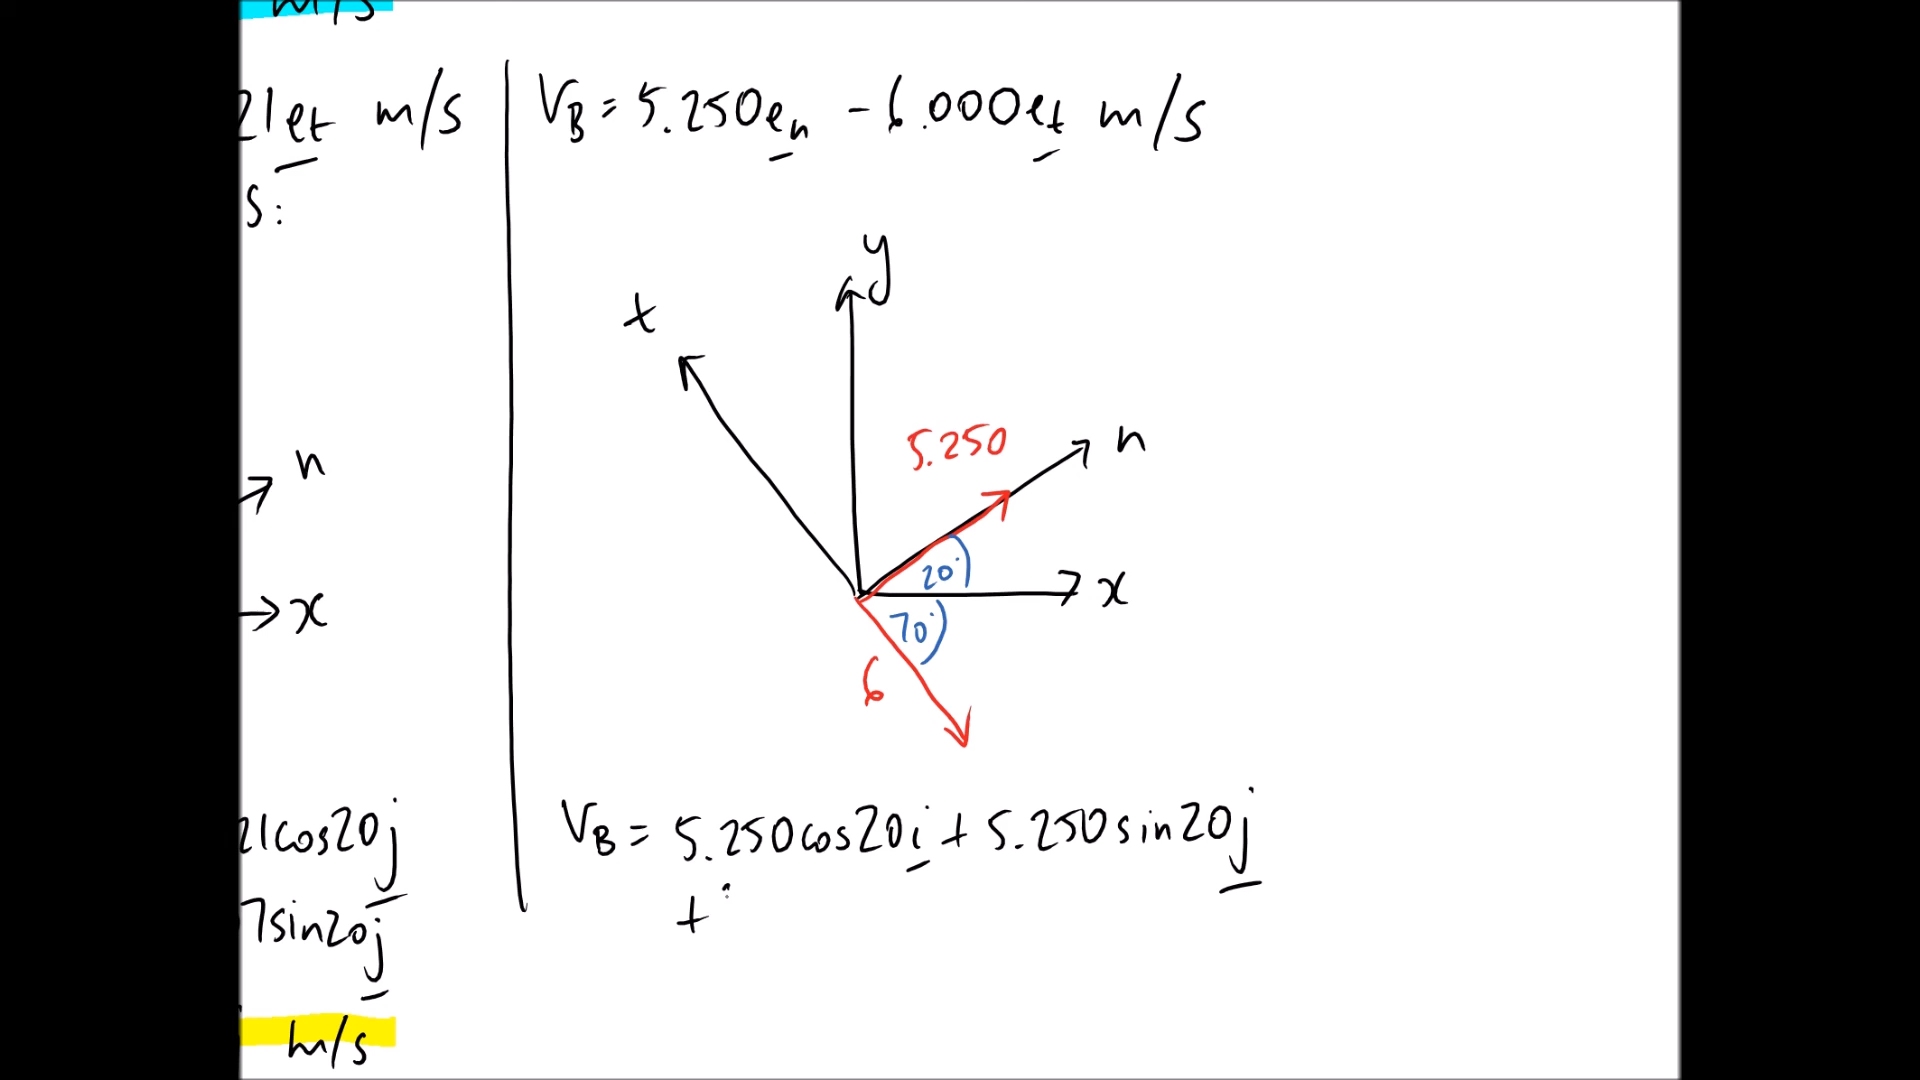 m/s
21et m/s
s:
n
x
21cos20j
7sin20j
m/s
VB = 5.250en - 6.000et m/s
y
t
5.250
n
20°
x
70°
6
VB = 5.250cos20i + 5.250sin20j
+